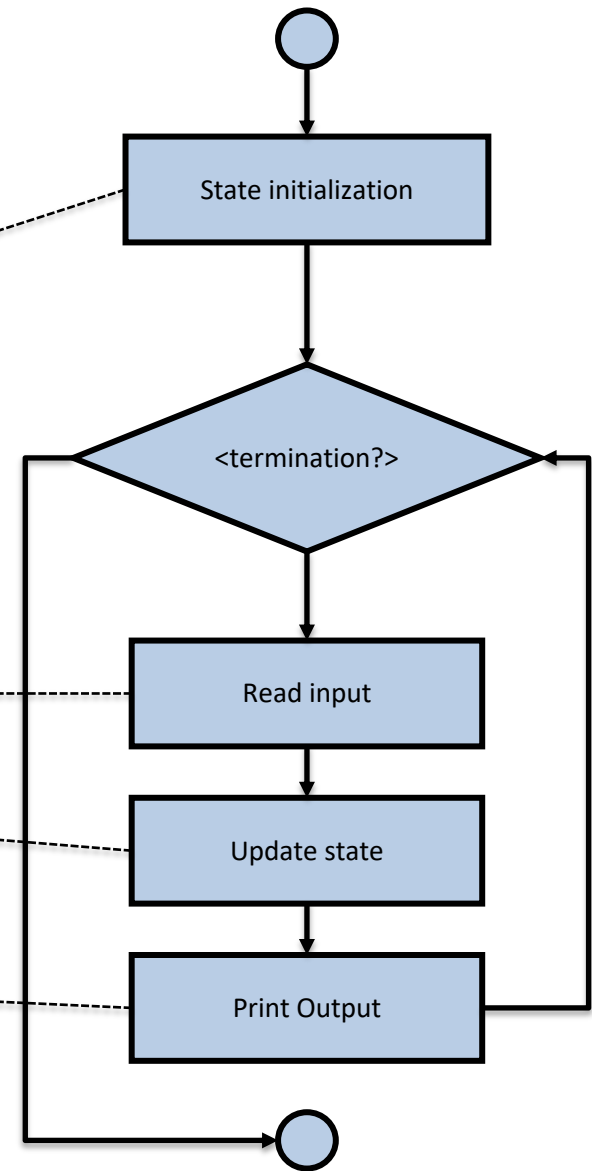 State initialization
<termination?>
Read input
Update state
Print Output